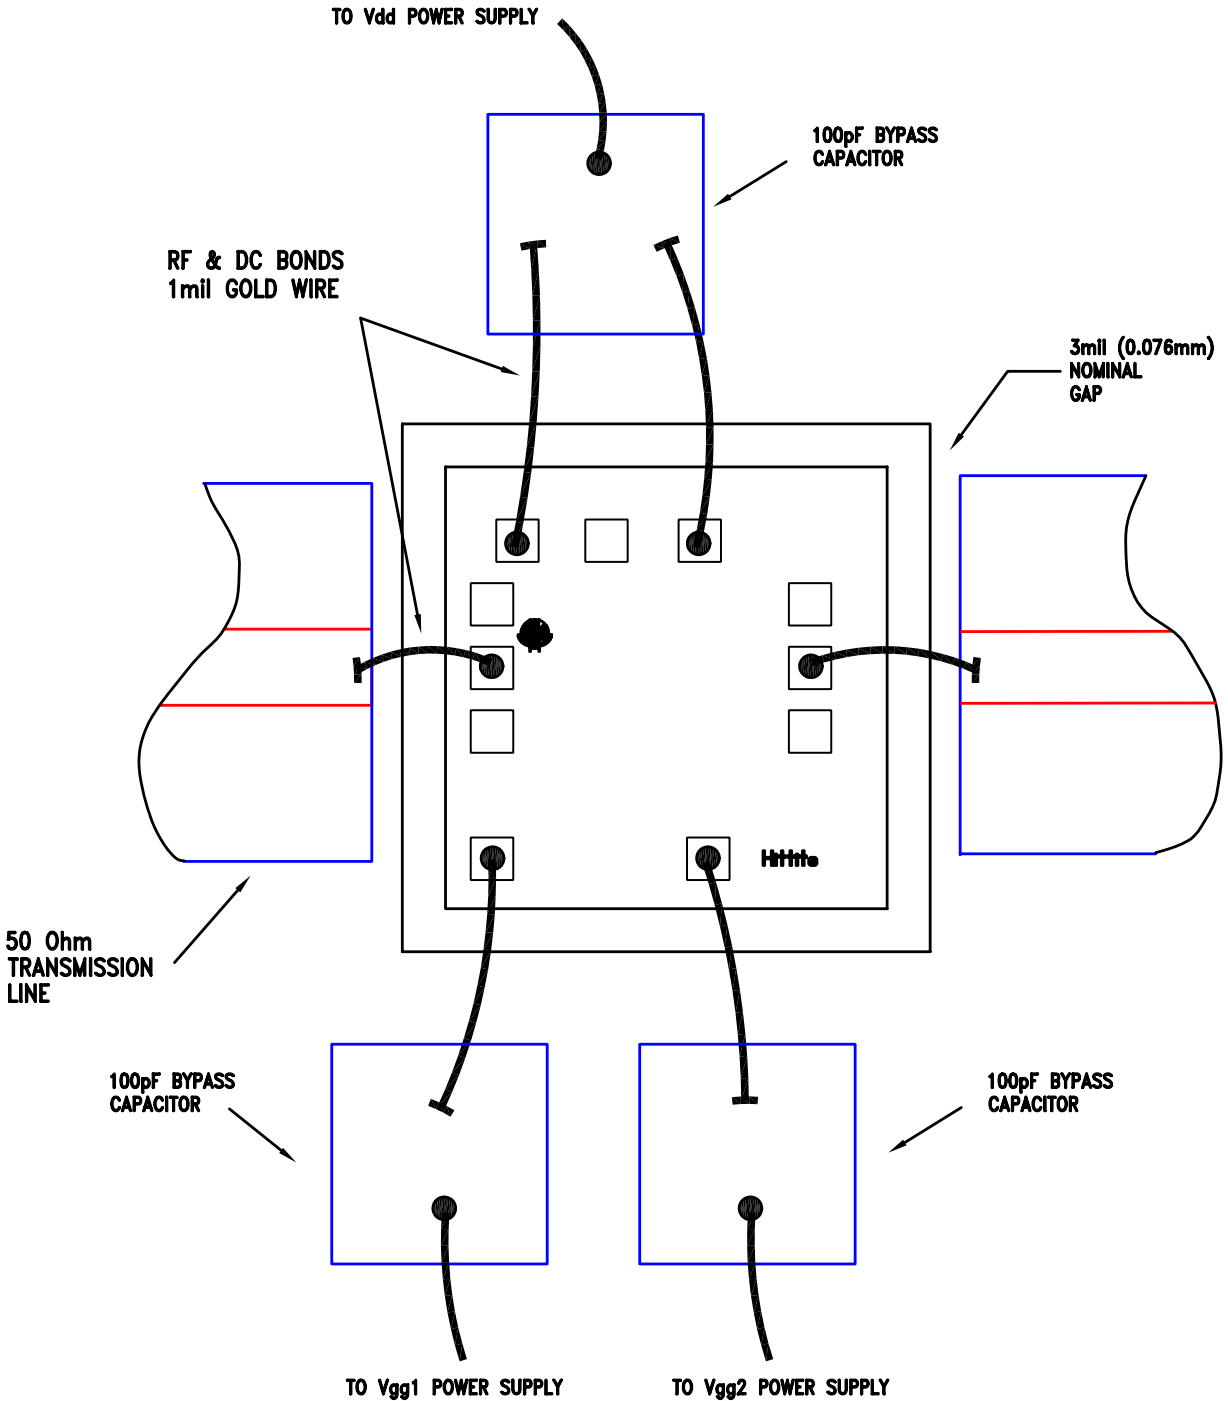 TO Vdd POWER SUPPLY
100pF BYPASS
CAPACITOR
RF & DC BONDS
1mil GOLD WIRE
3mil (0.076mm)
NOMINAL
GAP
Hittite
50 Ohm
TRANSMISSION
LINE
100pF BYPASS
CAPACITOR
100pF BYPASS
CAPACITOR
TO Vgg1 POWER SUPPLY
TO Vgg2 POWER SUPPLY